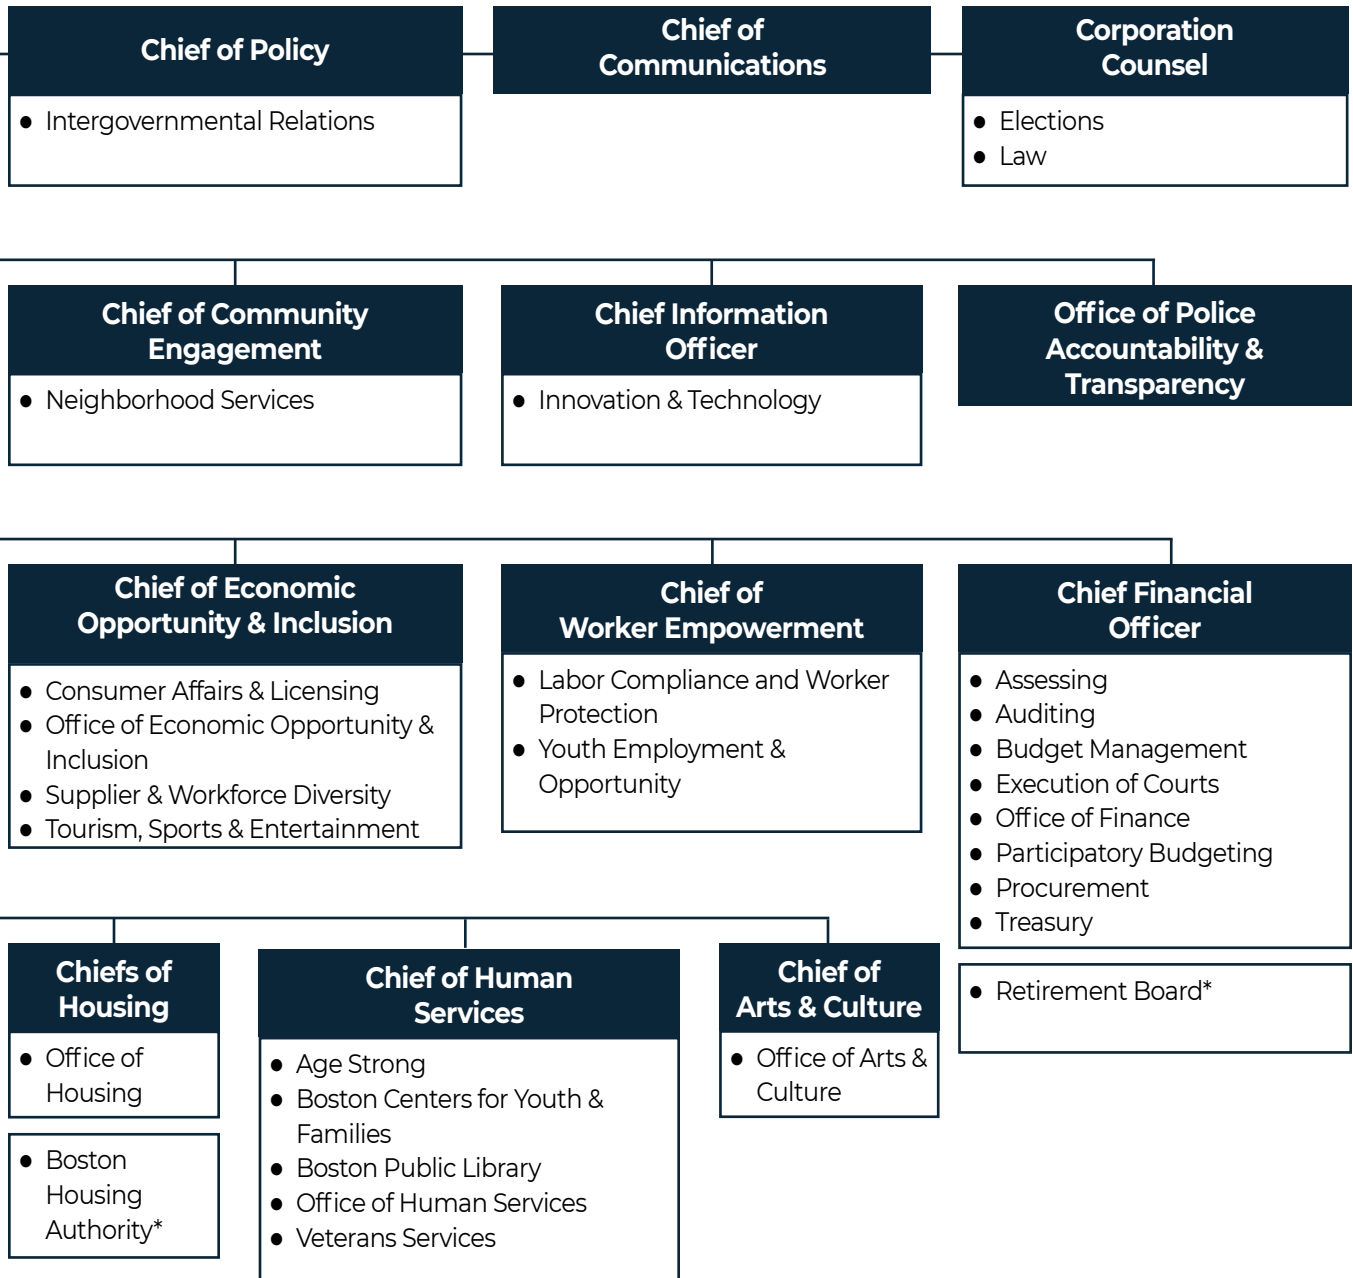 Chief of Policy
● Intergovernmental Relations
Chief of
Communications
Corporation
Counsel
● Elections
● Law
Chief of Community
Engagement
● Neighborhood Services
Chief Information
Officer
● Innovation & Technology
Office of Police
Accountability &
Transparency
Chief of Economic
Opportunity & Inclusion
● Consumer Affairs & Licensing
● Office of Economic Opportunity &
Inclusion
● Supplier & Workforce Diversity
● Tourism, Sports & Entertainment
Chief of
Worker Empowerment
● Labor Compliance and Worker
Protection
● Youth Employment &
Opportunity
Chief Financial
Officer
● Assessing
● Auditing
● Budget Management
● Execution of Courts
● Office of Finance
● Participatory Budgeting
● Procurement
● Treasury
● Retirement Board*
Chiefs of
Housing
● Office of
Housing
● Boston
Housing
Authority*
Chief of Human
Services
● Age Strong
● Boston Centers for Youth &
Families
● Boston Public Library
● Office of Human Services
● Veterans Services
Chief of
Arts & Culture
● Office of Arts &
Culture